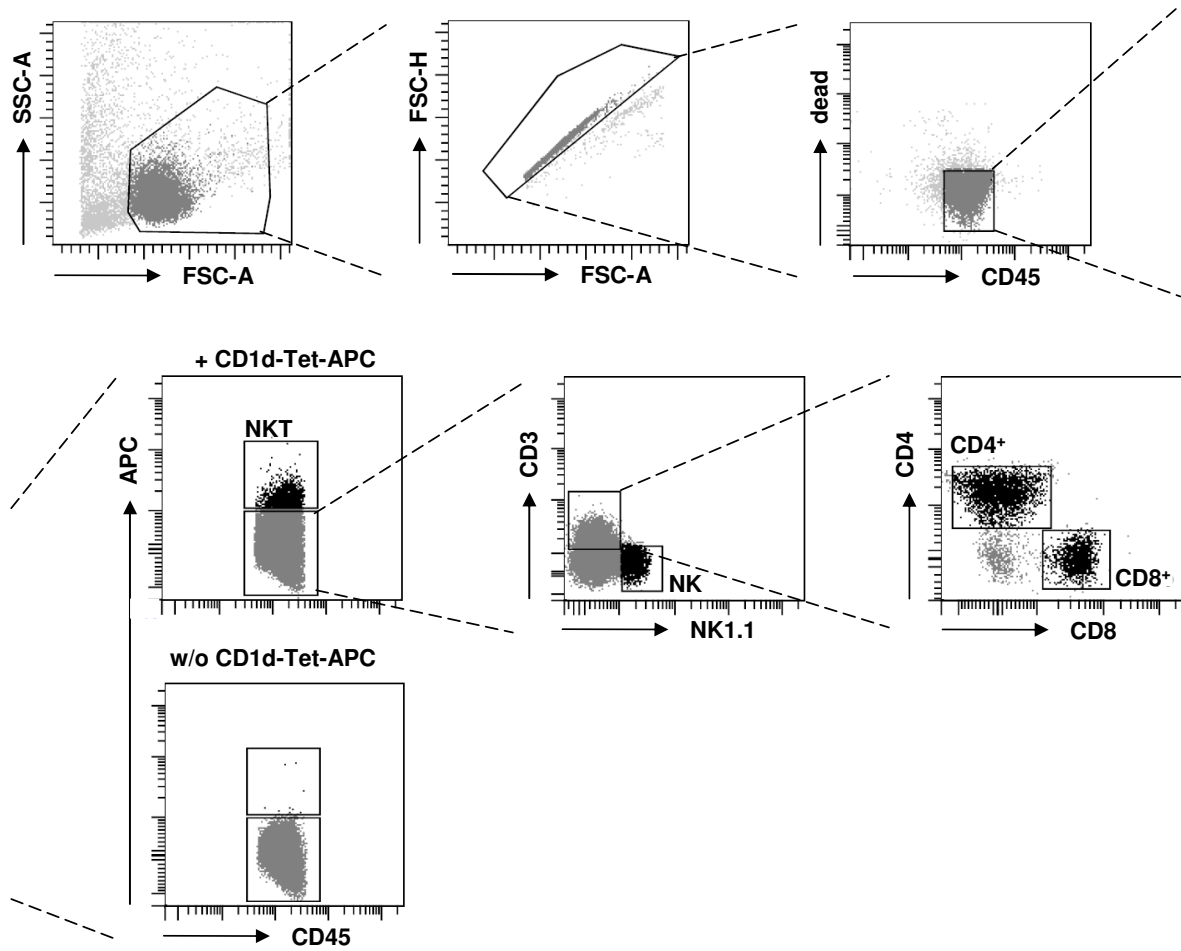 SSC-A
FSC-A
FSC-H
FSC-A
dead
CD45
+ CD1d-Tet-APC
APC
NKT
CD3
NK
NK1.1
CD4
CD4+
CD8+
CD8
w/o CD1d-Tet-APC
CD45